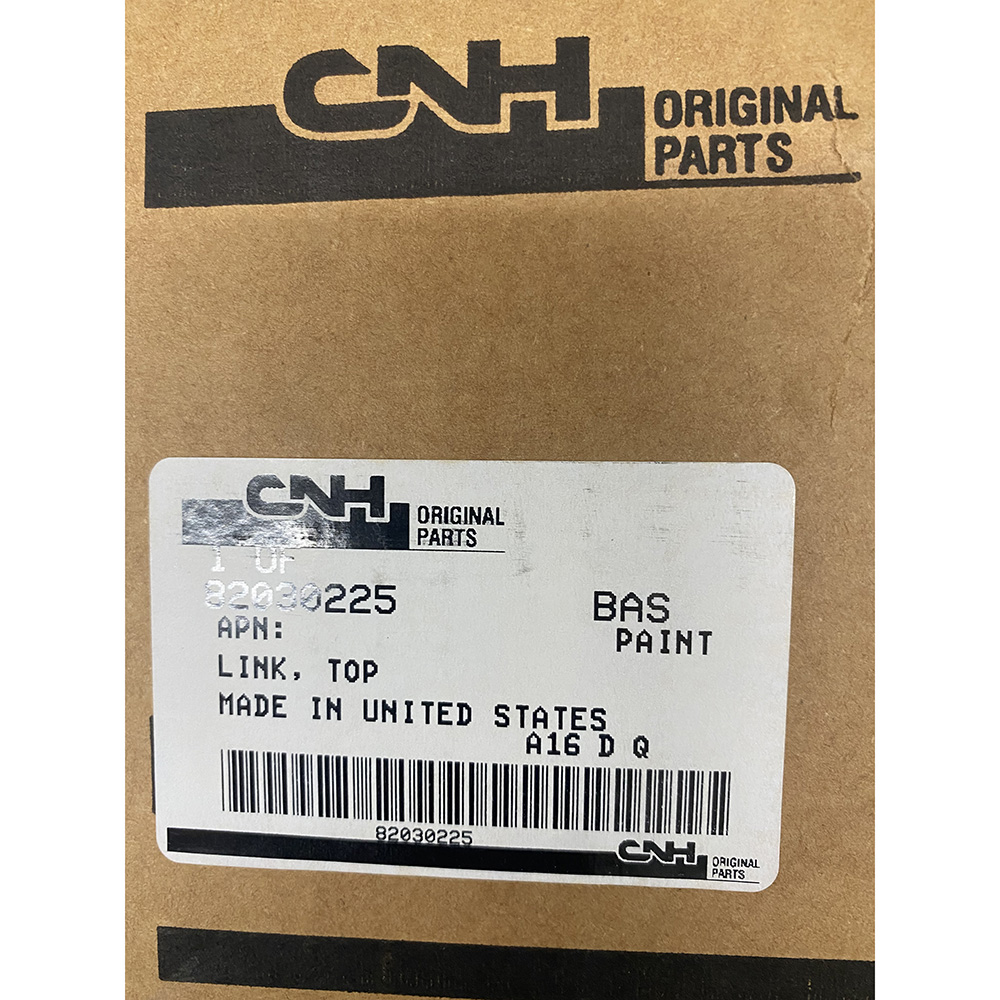 CNH ORIGINAL
PARTS
CNH ORIGINAL
PARTS
1 OF
82030225 BAS
APN: PAINT
LINK, TOP
MADE IN UNITED STATES
A16 D Q
82030225
CNH ORIGINAL
PARTS